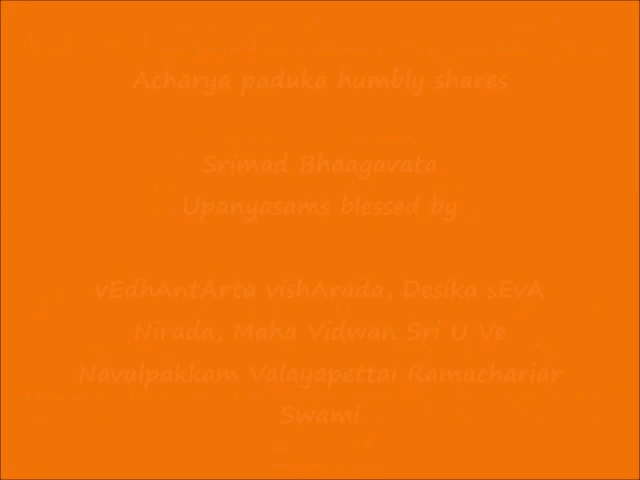 Acharya paduka humbly shares
Srimad Bhaagavata
Upanyasams blessed by
vEdhAntArta vishArada, Desika sEvA
Nirada, Maha Vidwan Sri U Ve
Navalpakkam Valayapettai Ramachariar
Swami